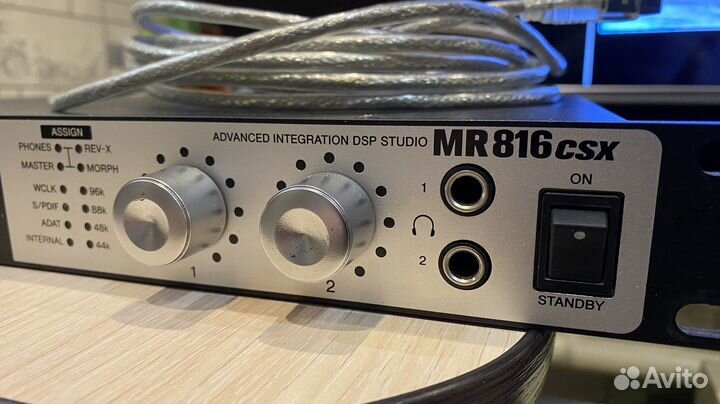 ASSIGN
PHONES REV-X
MASTER MORPH
WCLK 96k
S/PDIF 88k
ADAT 48k
INTERNAL 44k
ADVANCED INTEGRATION DSP STUDIO MR816csx
1
2
1
2
ON
STANDBY
Avito